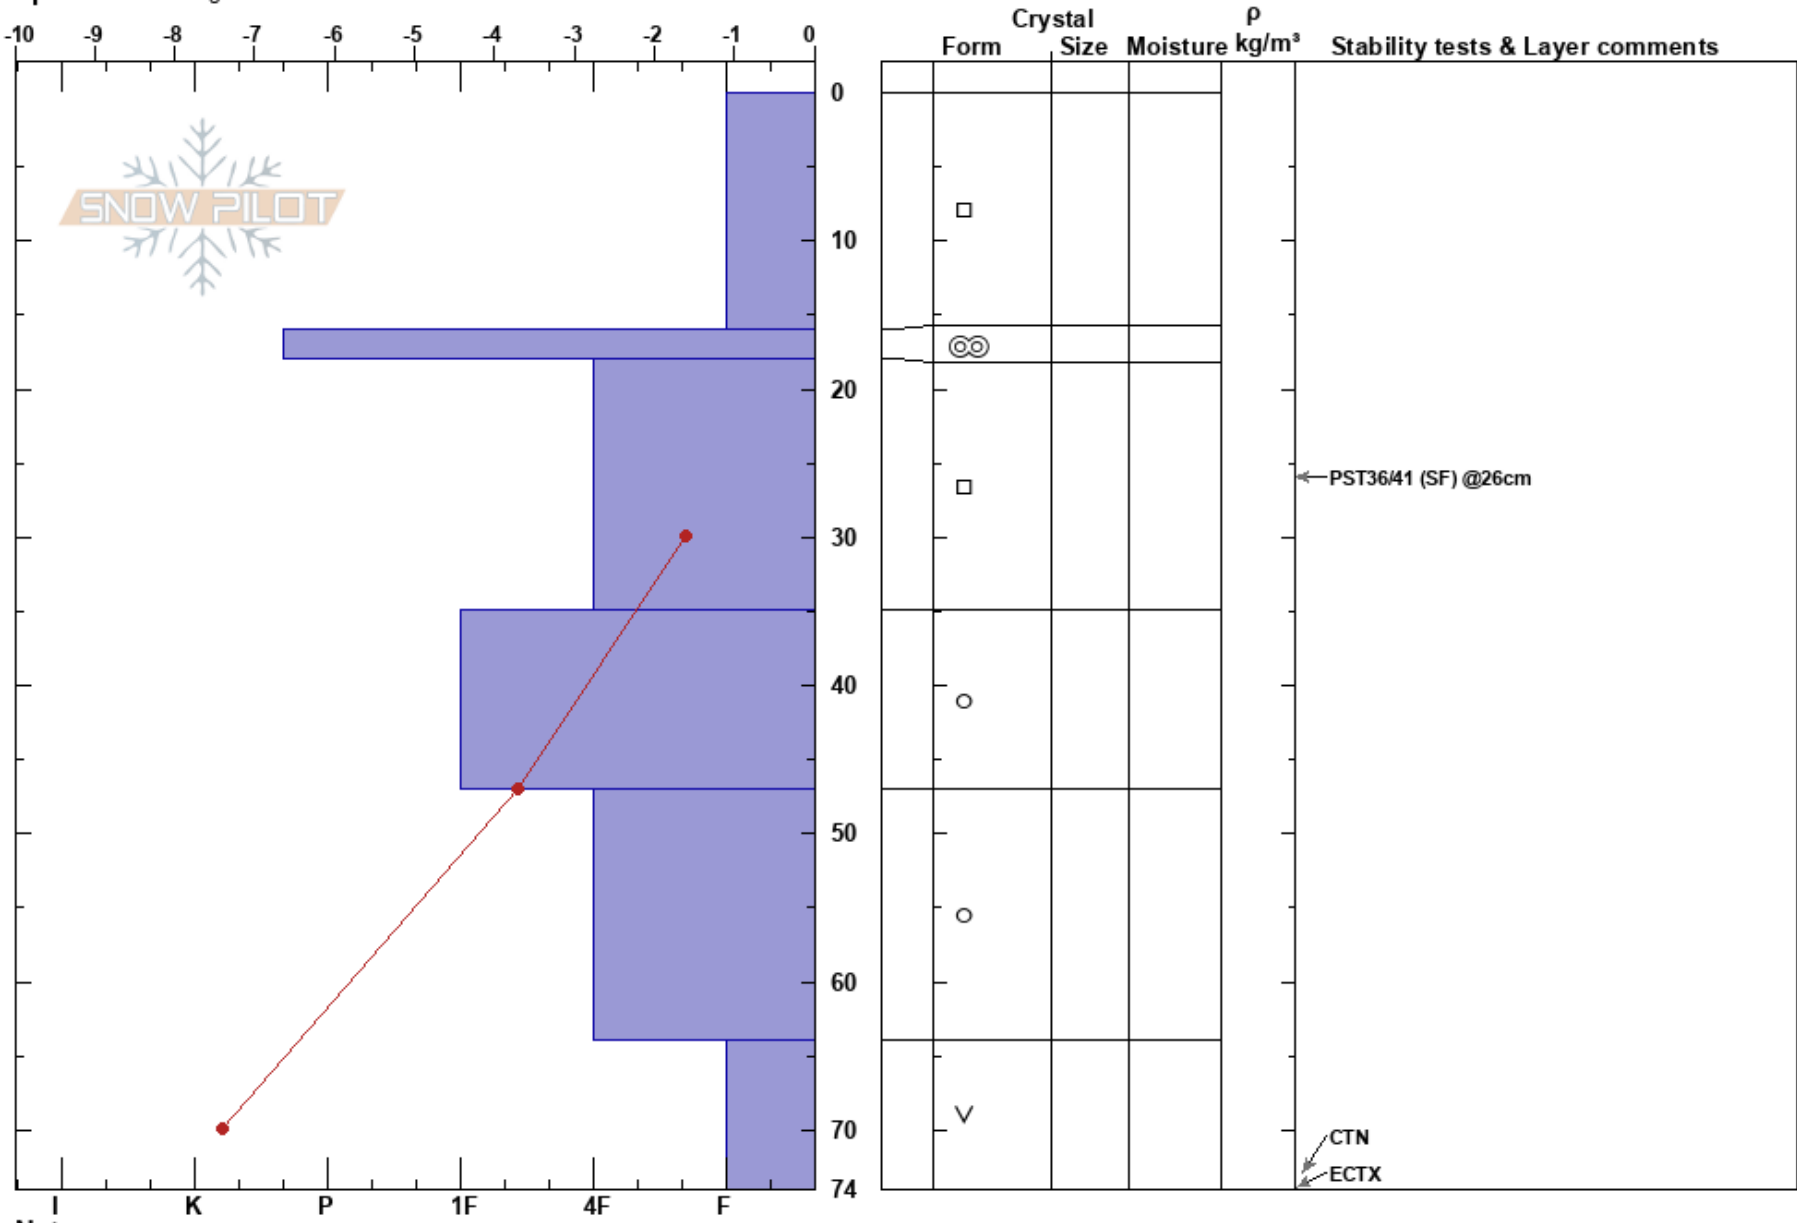 -10 -9 -8 -7 -6 -5 -4 -3 -2 -1 0
Crystal
Form Size Moisture ρ kg/m³ Stability tests & Layer comments
0
SNOW PILOT
10
20
PST36/41 (SF) @26cm
30
40
50
60
70
CTN
ECTX
74
I K P 1F 4F F